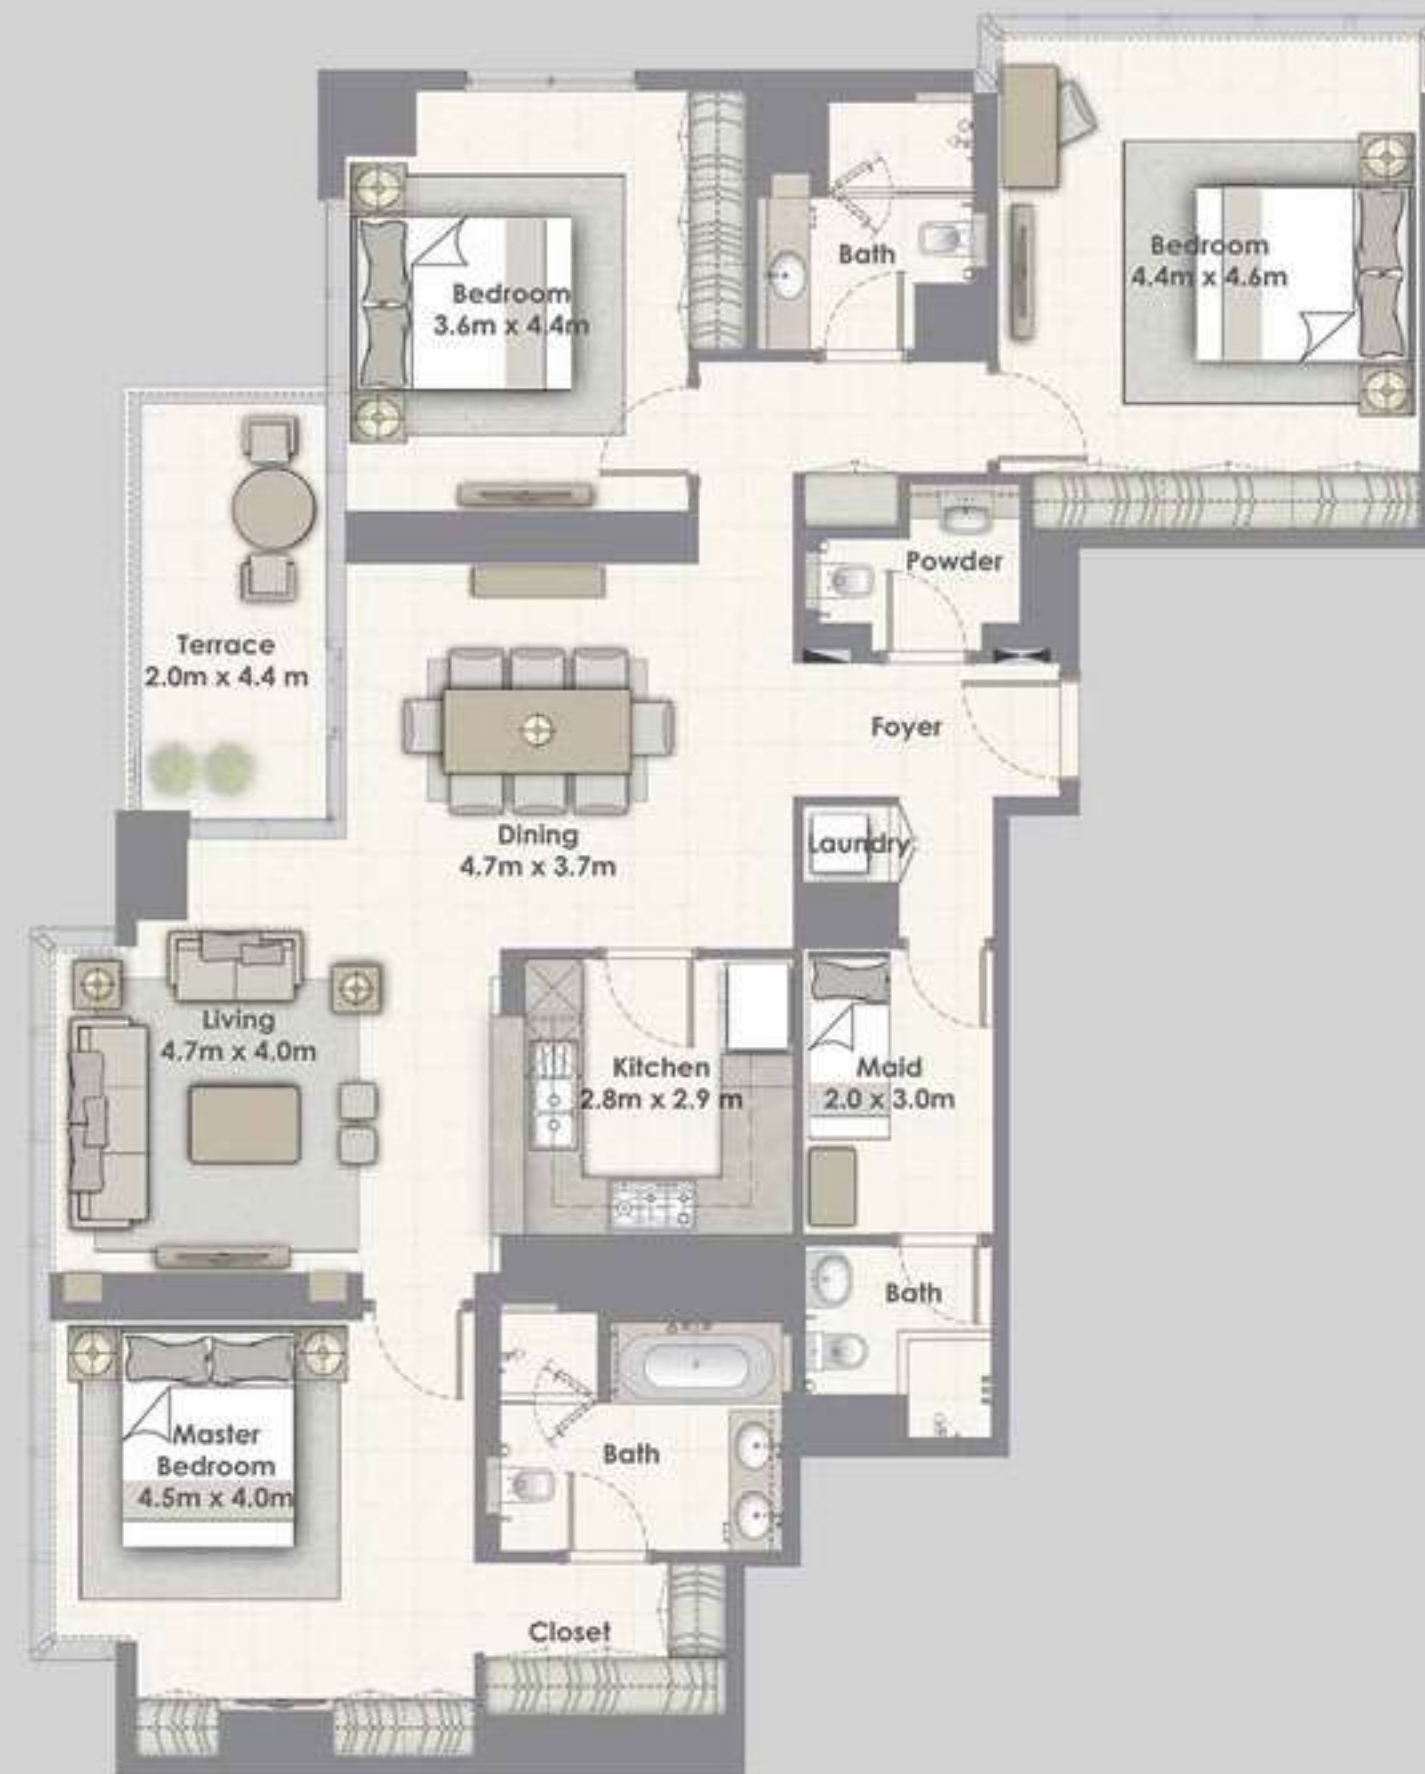 Bath
Bedroom
4.4m x 4.6m
Bedroom
3.6m x 4.4m
Powder
Terrace
2.0m x 4.4 m
Foyer
Dining
4.7m x 3.7m
Laundry
Living
4.7m x 4.0m
Kitchen
2.8m x 2.9 m
Maid
2.0 x 3.0m
Bath
Master
Bedroom
4.5m x 4.0m
Bath
Closet